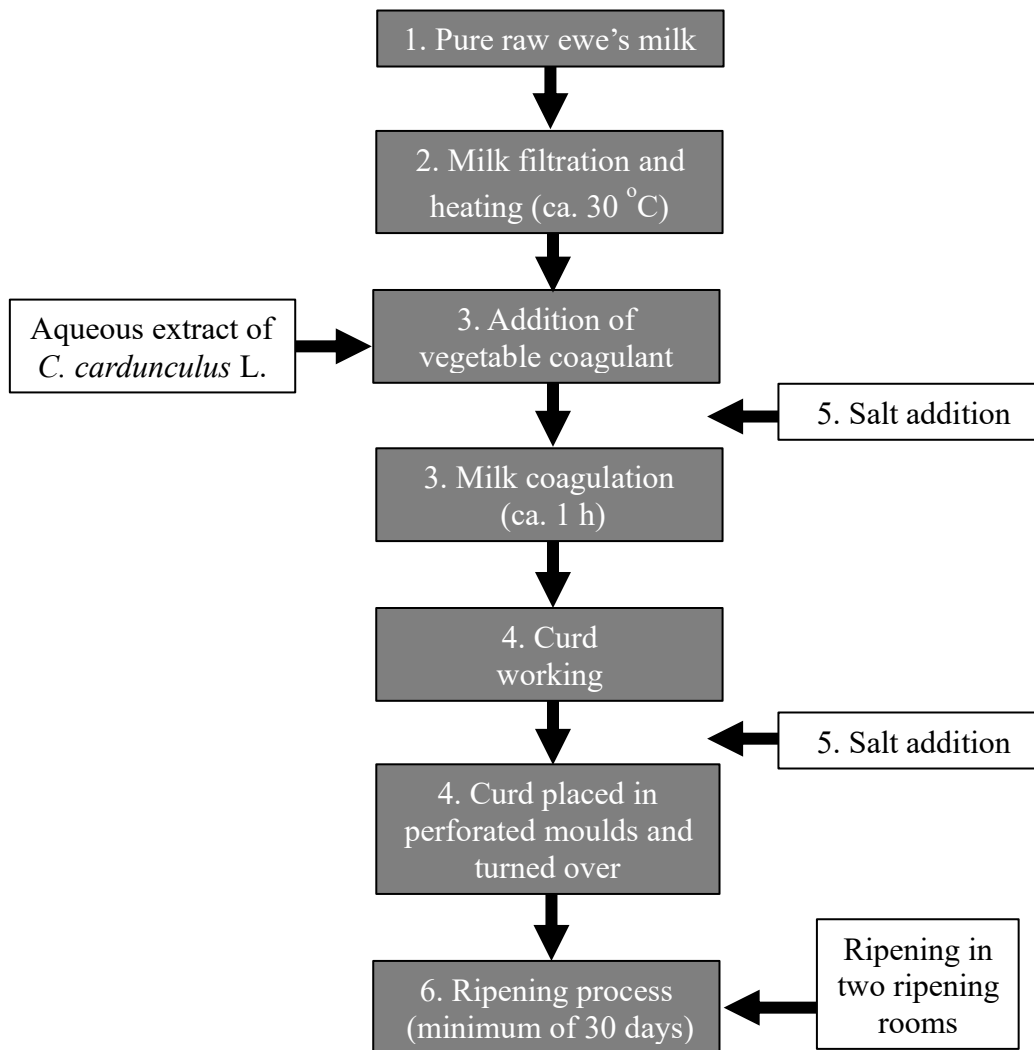 1. Pure raw ewe’s milk
2. Milk filtration and
heating (ca. 30 °C)
Aqueous extract of
C. cardunculus L.
3. Addition of
vegetable coagulant
5. Salt addition
3. Milk coagulation
(ca. 1 h)
4. Curd
working
5. Salt addition
4. Curd placed in
perforated moulds and
turned over
6. Ripening process
(minimum of 30 days)
Ripening in
two ripening
rooms